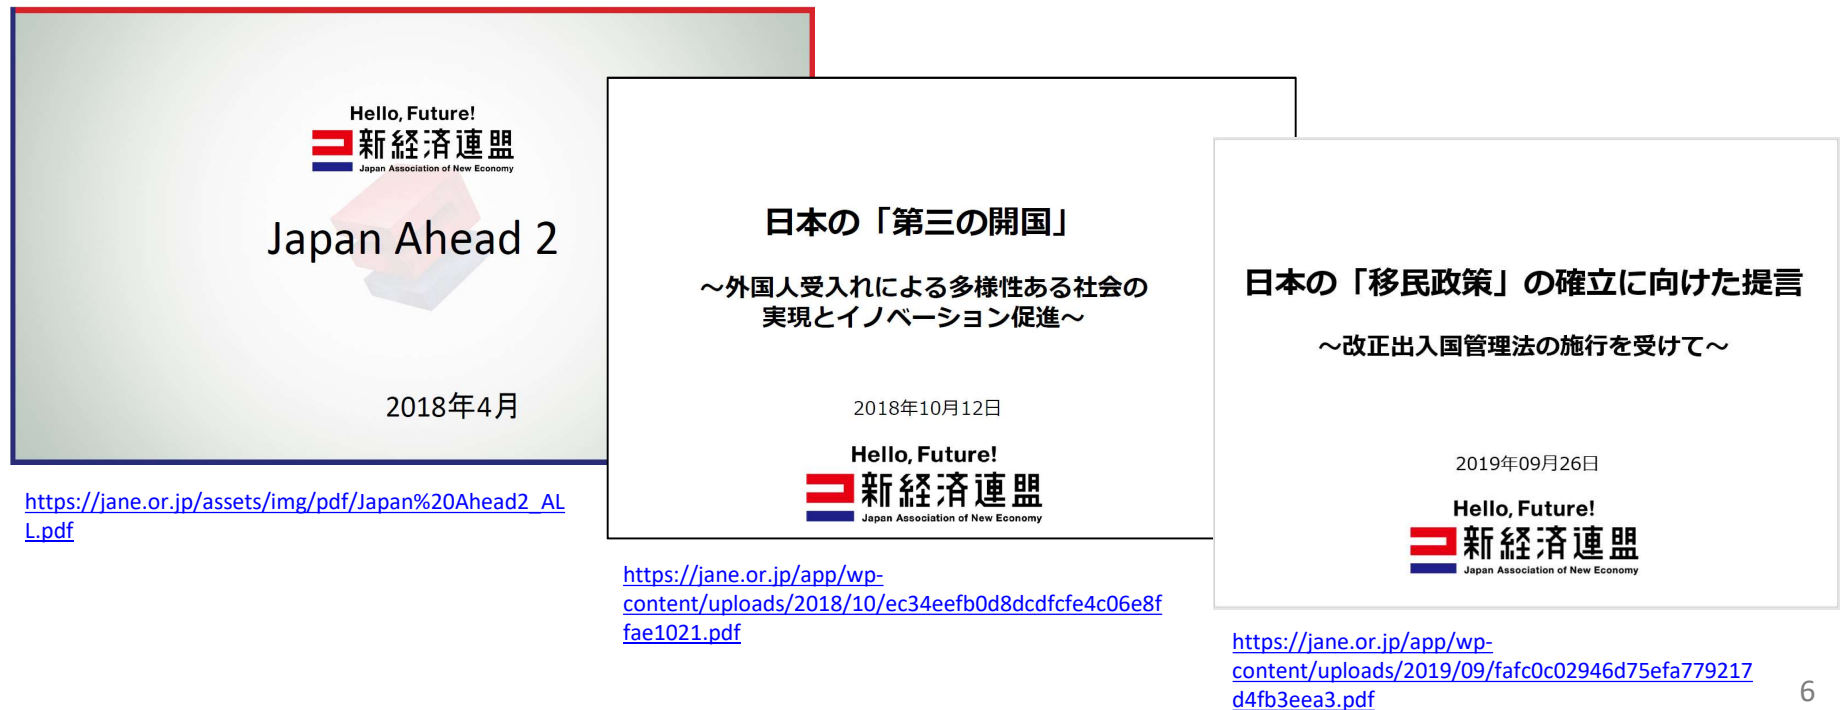 Hello, Future!
新経済連盟
Japan Association of New Economy
Japan Ahead 2
2018年4月
https://jane.or.jp/assets/img/pdf/Japan%20Ahead2_AL
L.pdf
日本の「第三の開国」
～外国人受入れによる多様性ある社会の
実現とイノベーション促進～
2018年10月12日
Hello, Future!
新経済連盟
Japan Association of New Economy
https://jane.or.jp/app/wp-
content/uploads/2018/10/ec34eefb0d8dcdfcfe4c06e8f
fae1021.pdf
日本の「移民政策」の確立に向けた提言
～改正出入国管理法の施行を受けて～
2019年09月26日
Hello, Future!
新経済連盟
Japan Association of New Economy
https://jane.or.jp/app/wp-
content/uploads/2019/09/fafc0c02946d75efa779217
d4fb3eea3.pdf
6